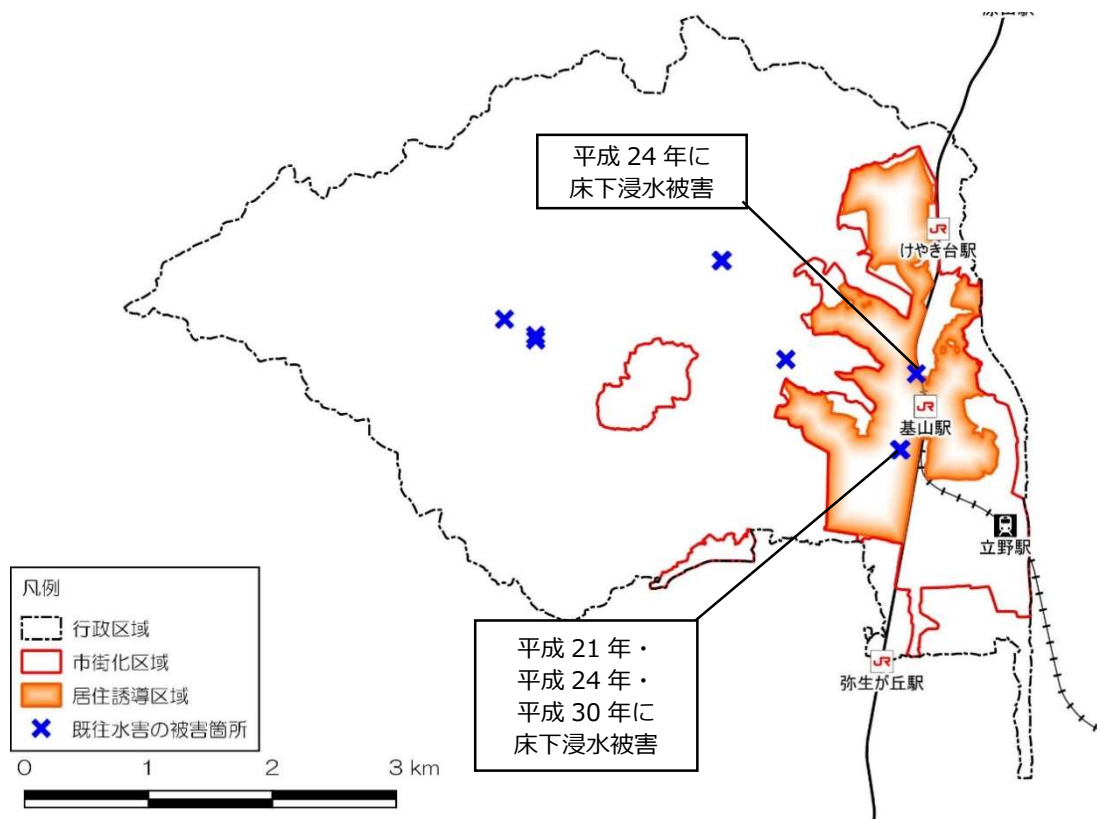 平成 24 年に
床下浸水被害
JR
けやき台駅
JR
基山駅
立野駅
凡例
行政区域
市街化区域
居住誘導区域
既往水害の被害箇所
平成 21 年・
平成 24 年・
平成 30 年に
床下浸水被害
JR
弥生が丘駅
0 1 2 3 km